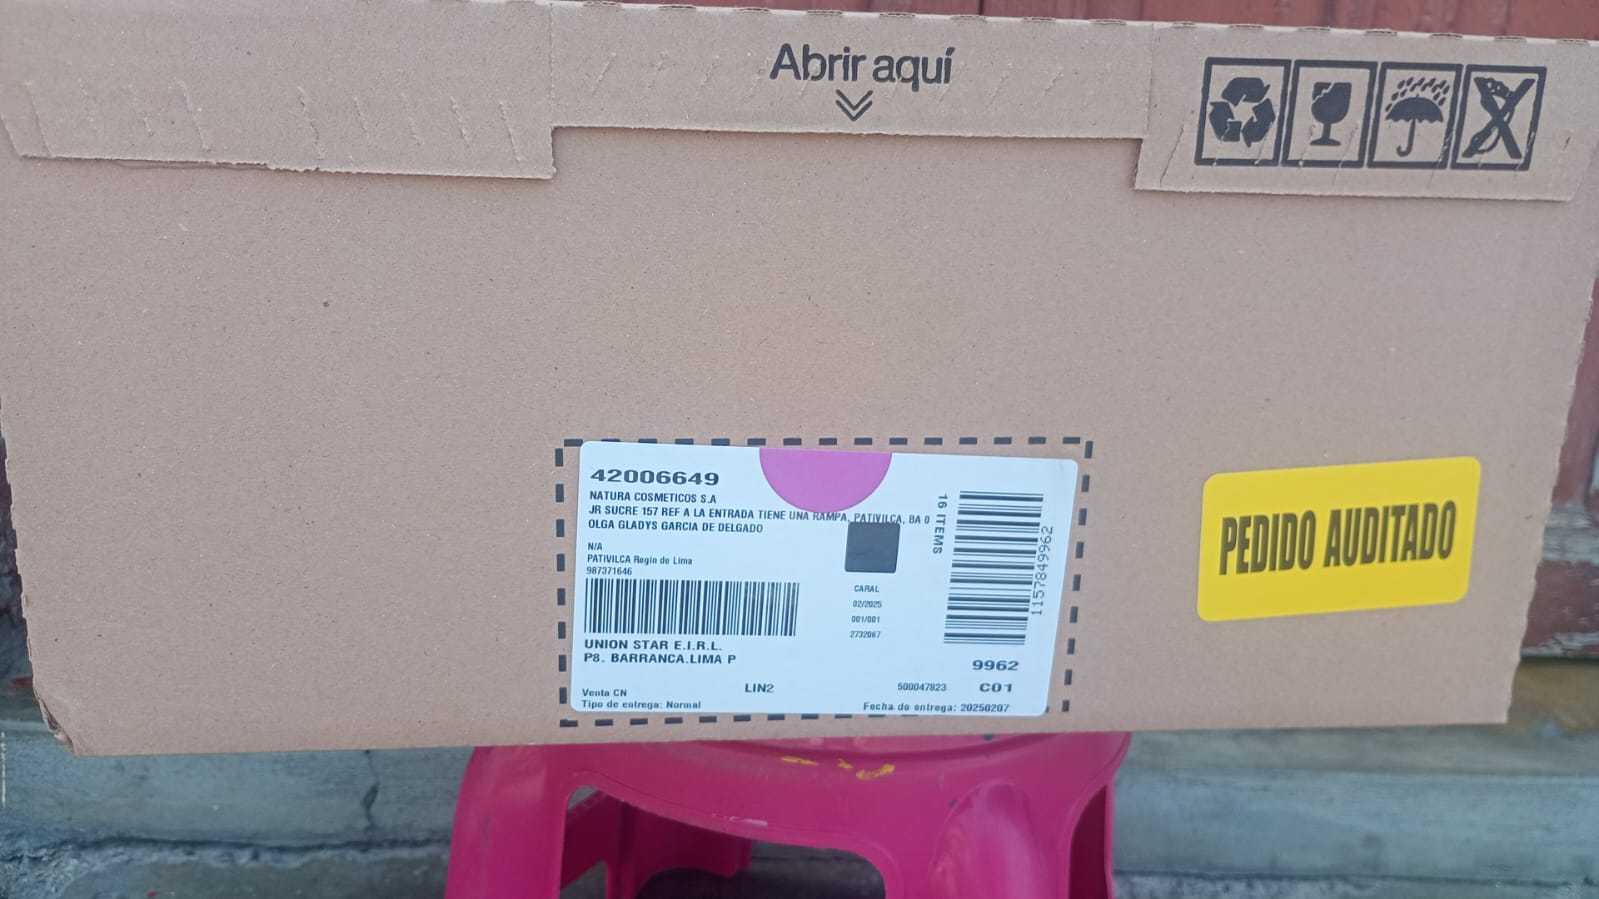 Abrir aquí
42006649
NATURA COSMETICOS S.A
JR SUCRE 157 REF A LA ENTRADA TIENE UNA RAMPA, PATIVILCA, BA 0
OLGA GLADYS GARCIA DE DELGADO
N/A
PATIVILCA Regin de Lima
987371646
UNION STAR E.I.R.L.
P8. BARRANCA.LIMA P
Venta CN
LIN2
Tipo de entrega: Normal
CARAL
02/2025
001/001
2732067
16 ITEMS
1157849962
9962
500047823
C01
Fecha de entrega: 20250207
PEDIDO AUDITADO